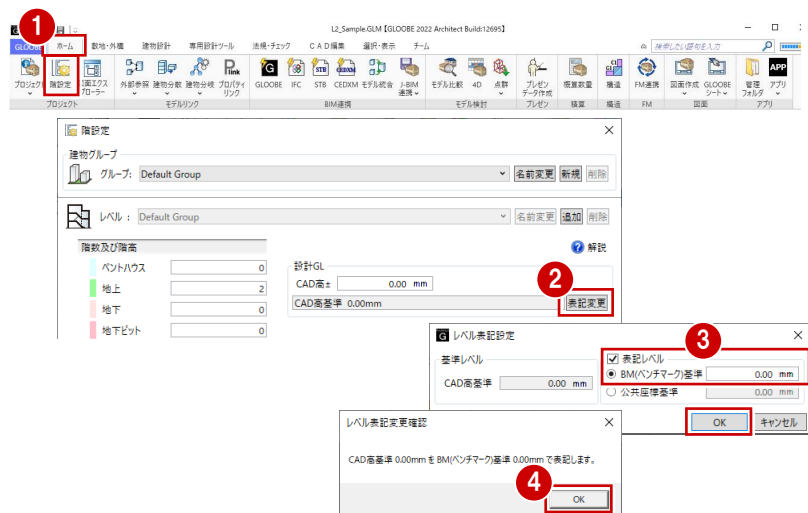 1
L2_Sample.GLM【GLOOBE 2022 Architect Build:12695】
GLOOBE ホーム 敷地・外構 建物設計 専用設計ツール 法規・チェック CAD編集 選択・表示 チーム 検索したい語句を入力
プロジェクト 階設定 図面エクスプローラー 外部参照 建物分散 建物分岐 プロパティリンク GLOOBE IFC STB CEDXM モデル統合 J-BIM連携 モデル比較 4D 点群 プレゼンデータ作成 概算数量 構造 FM連携 図面作成 GLOOBEシート 管理フォルダ アプリ
プロジェクト モデルリンク BIM連携 モデル検討 プレゼン 積算 構造 FM 図面 アプリ
階設定
建物グループ
グループ: Default Group 名前変更 新規 削除
レベル : Default Group 名前変更 追加 削除
階数及び階高 解説
ペントハウス 0
地上 2
地下 0
地下ピット 0
設計GL
CAD高± 0.00 mm
2
CAD高基準 0.00mm 表記変更
レベル表記設定
3
基準レベル
CAD高基準 0.00 mm
表記レベル
BM(ベンチマーク)基準 0.00 mm
公共座標基準 0.00 mm
OK キャンセル
レベル表記変更確認
CAD高基準 0.00mm を BM(ベンチマーク)基準 0.00mm で表記します。
4
OK